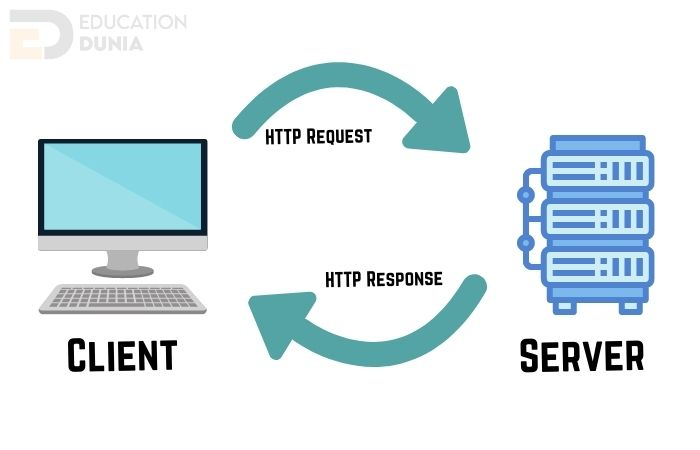 EDUCATION
DUNIA
HTTP Request
HTTP Response
Client
Server